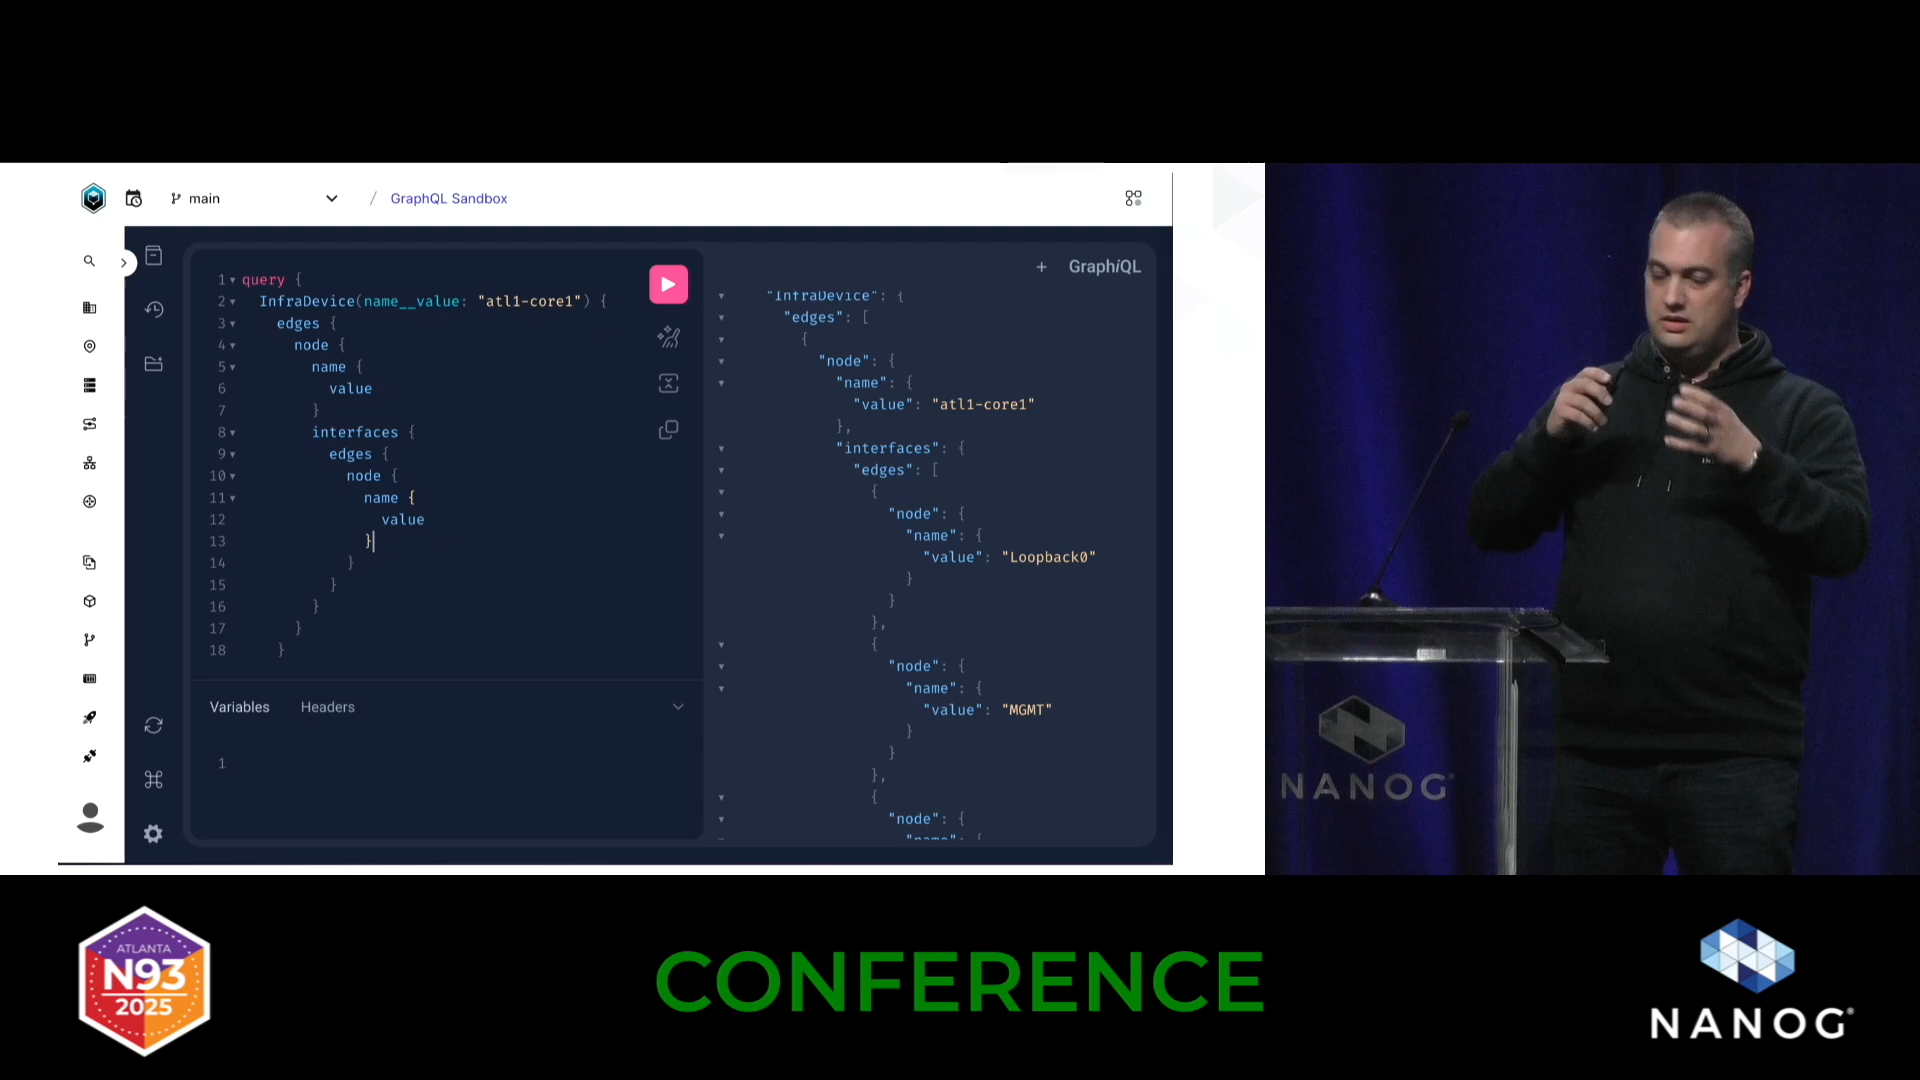 main / GraphQL Sandbox
+ GraphiQL
1 query {
2 InfraDevice(name__value: "atl1-core1") {
3 edges {
4 node {
5 name {
6 value
7 }
8 interfaces {
9 edges {
10 node {
11 name {
12 value
13 }
14 }
15 }
16 }
17 }
18 }
Variables Headers
1
"InfraDevice": {
"edges": [
{
"node": {
"name": {
"value": "atl1-core1"
},
"interfaces": {
"edges": [
{
"node": {
"name": {
"value": "Loopback0"
}
}
},
{
"node": {
"name": {
"value": "MGMT"
}
}
},
{
"node": {
"name": {
NANOG
ATLANTA
N93
2025
CONFERENCE
NANOG®